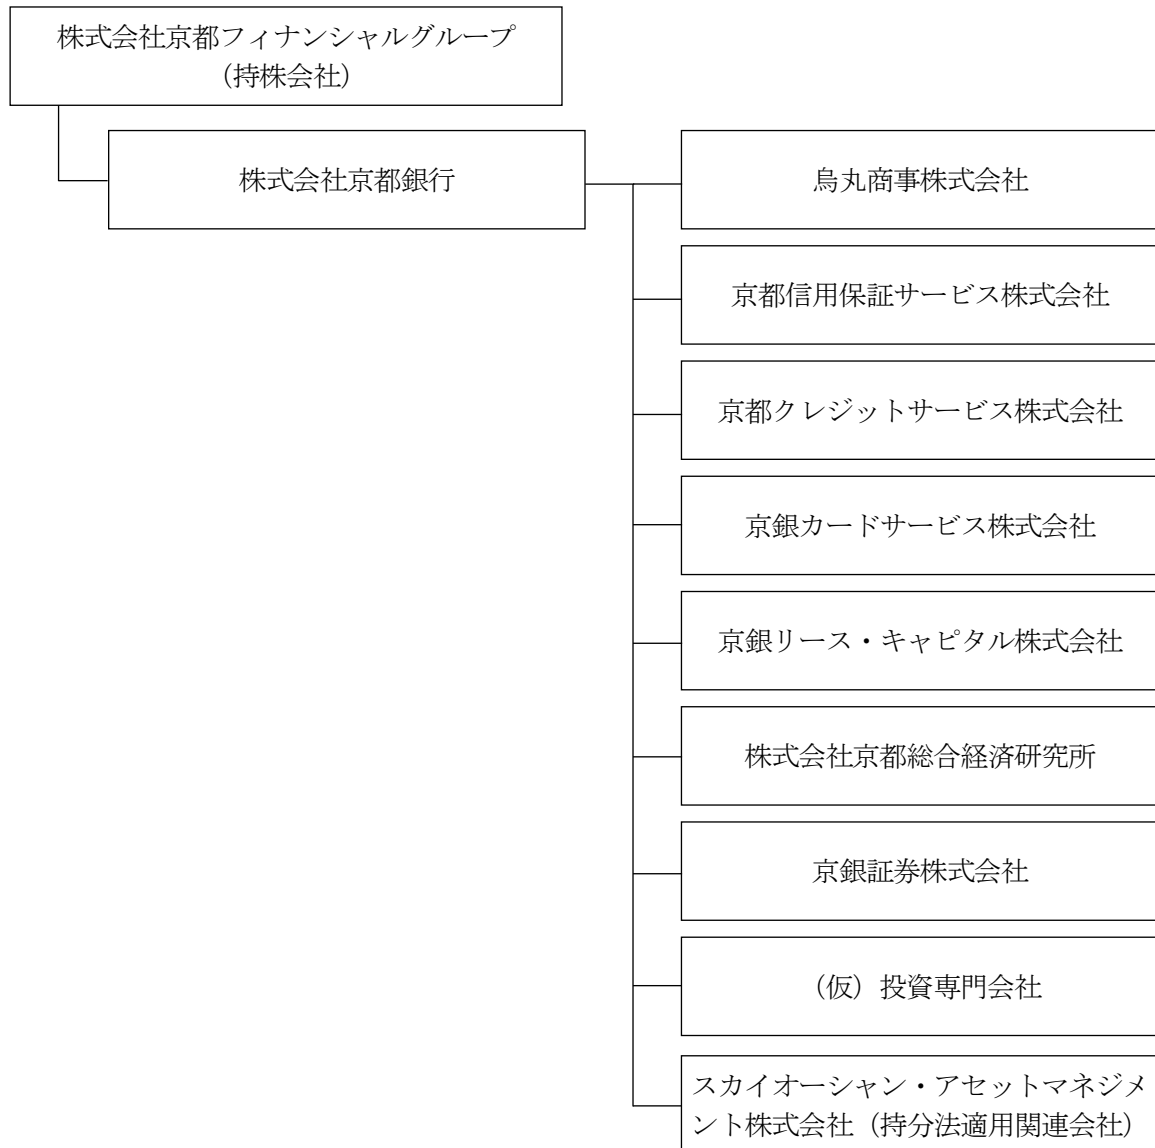 株式会社京都フィナンシャルグループ
（持株会社）
株式会社京都銀行
烏丸商事株式会社
京都信用保証サービス株式会社
京都クレジットサービス株式会社
京銀カードサービス株式会社
京銀リース・キャピタル株式会社
株式会社京都総合経済研究所
京銀証券株式会社
（仮）投資専門会社
スカイオーシャン・アセットマネジメ
ント株式会社（持分法適用関連会社）